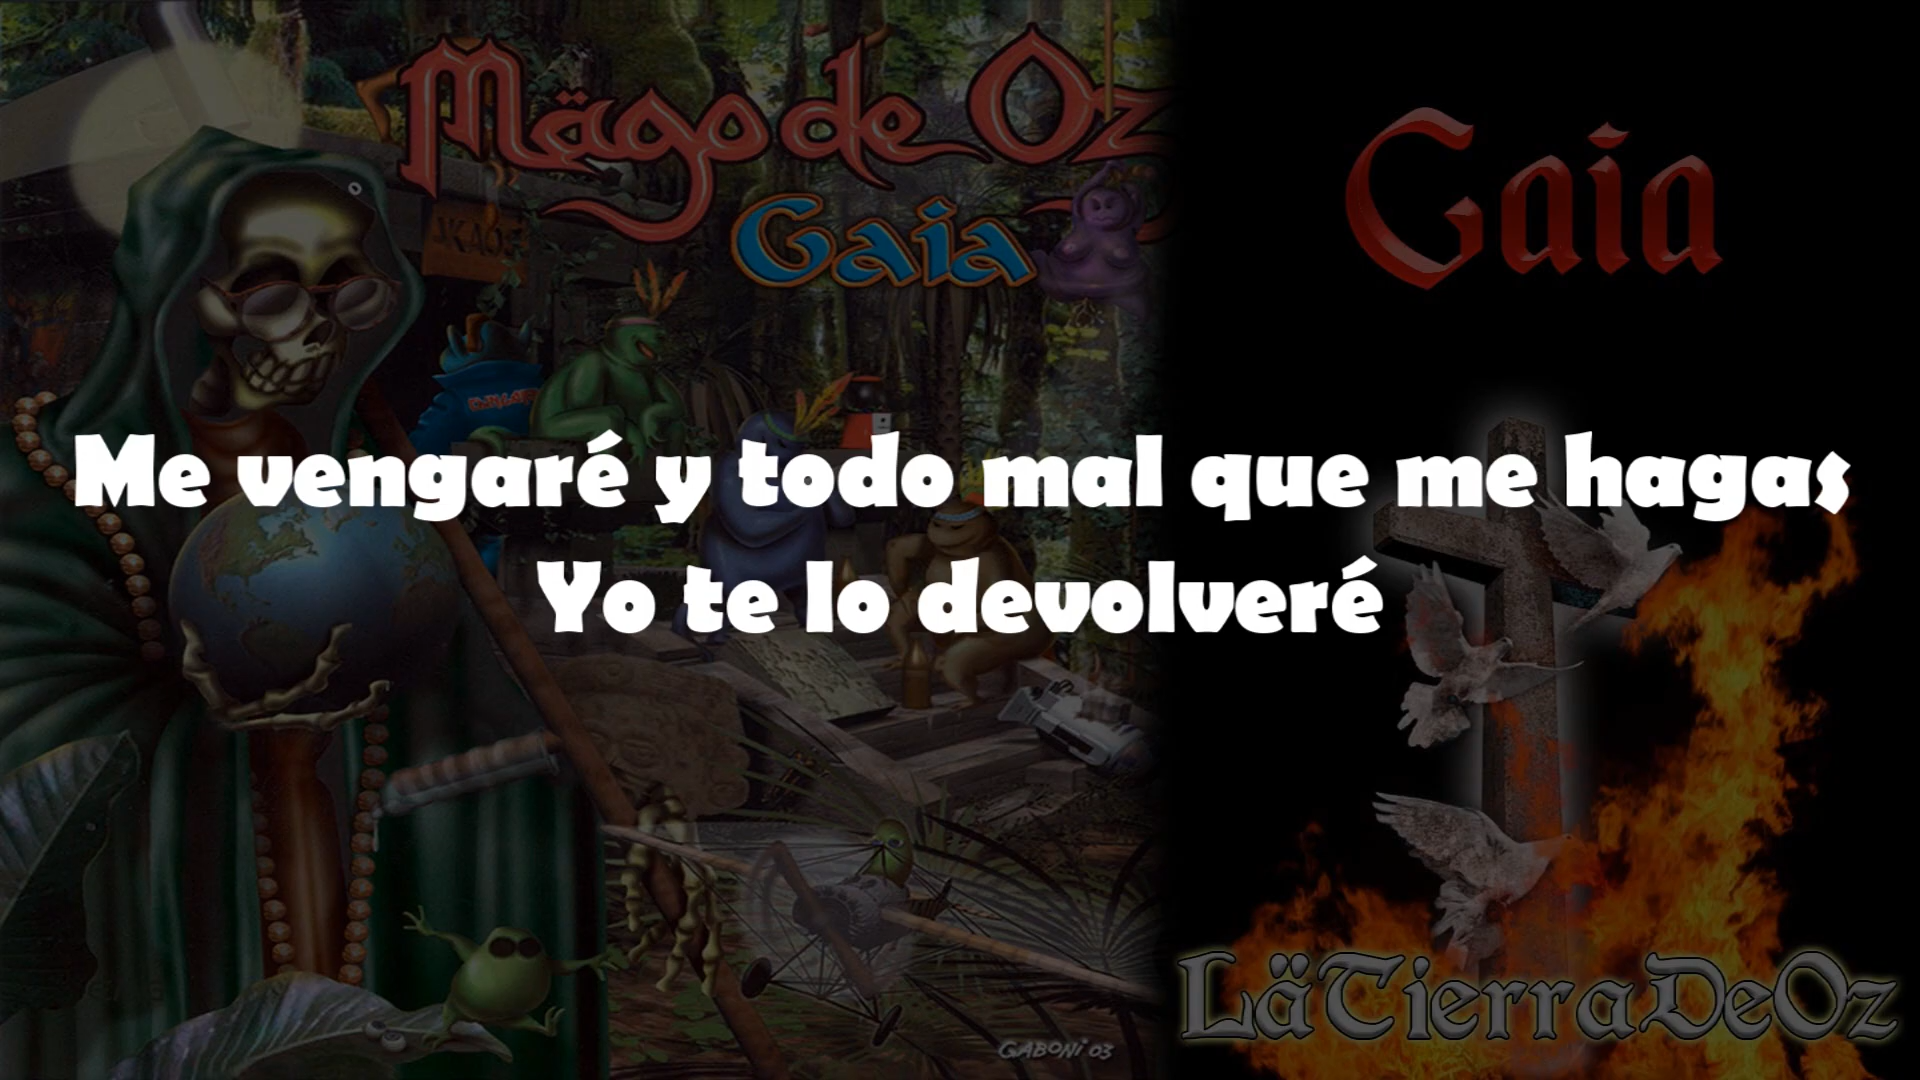 Mägo de Oz
Gaia
Gaia
Me vengaré y todo mal que me hagas
Yo te lo devolveré
LäTierraDeOz
GABONi 03